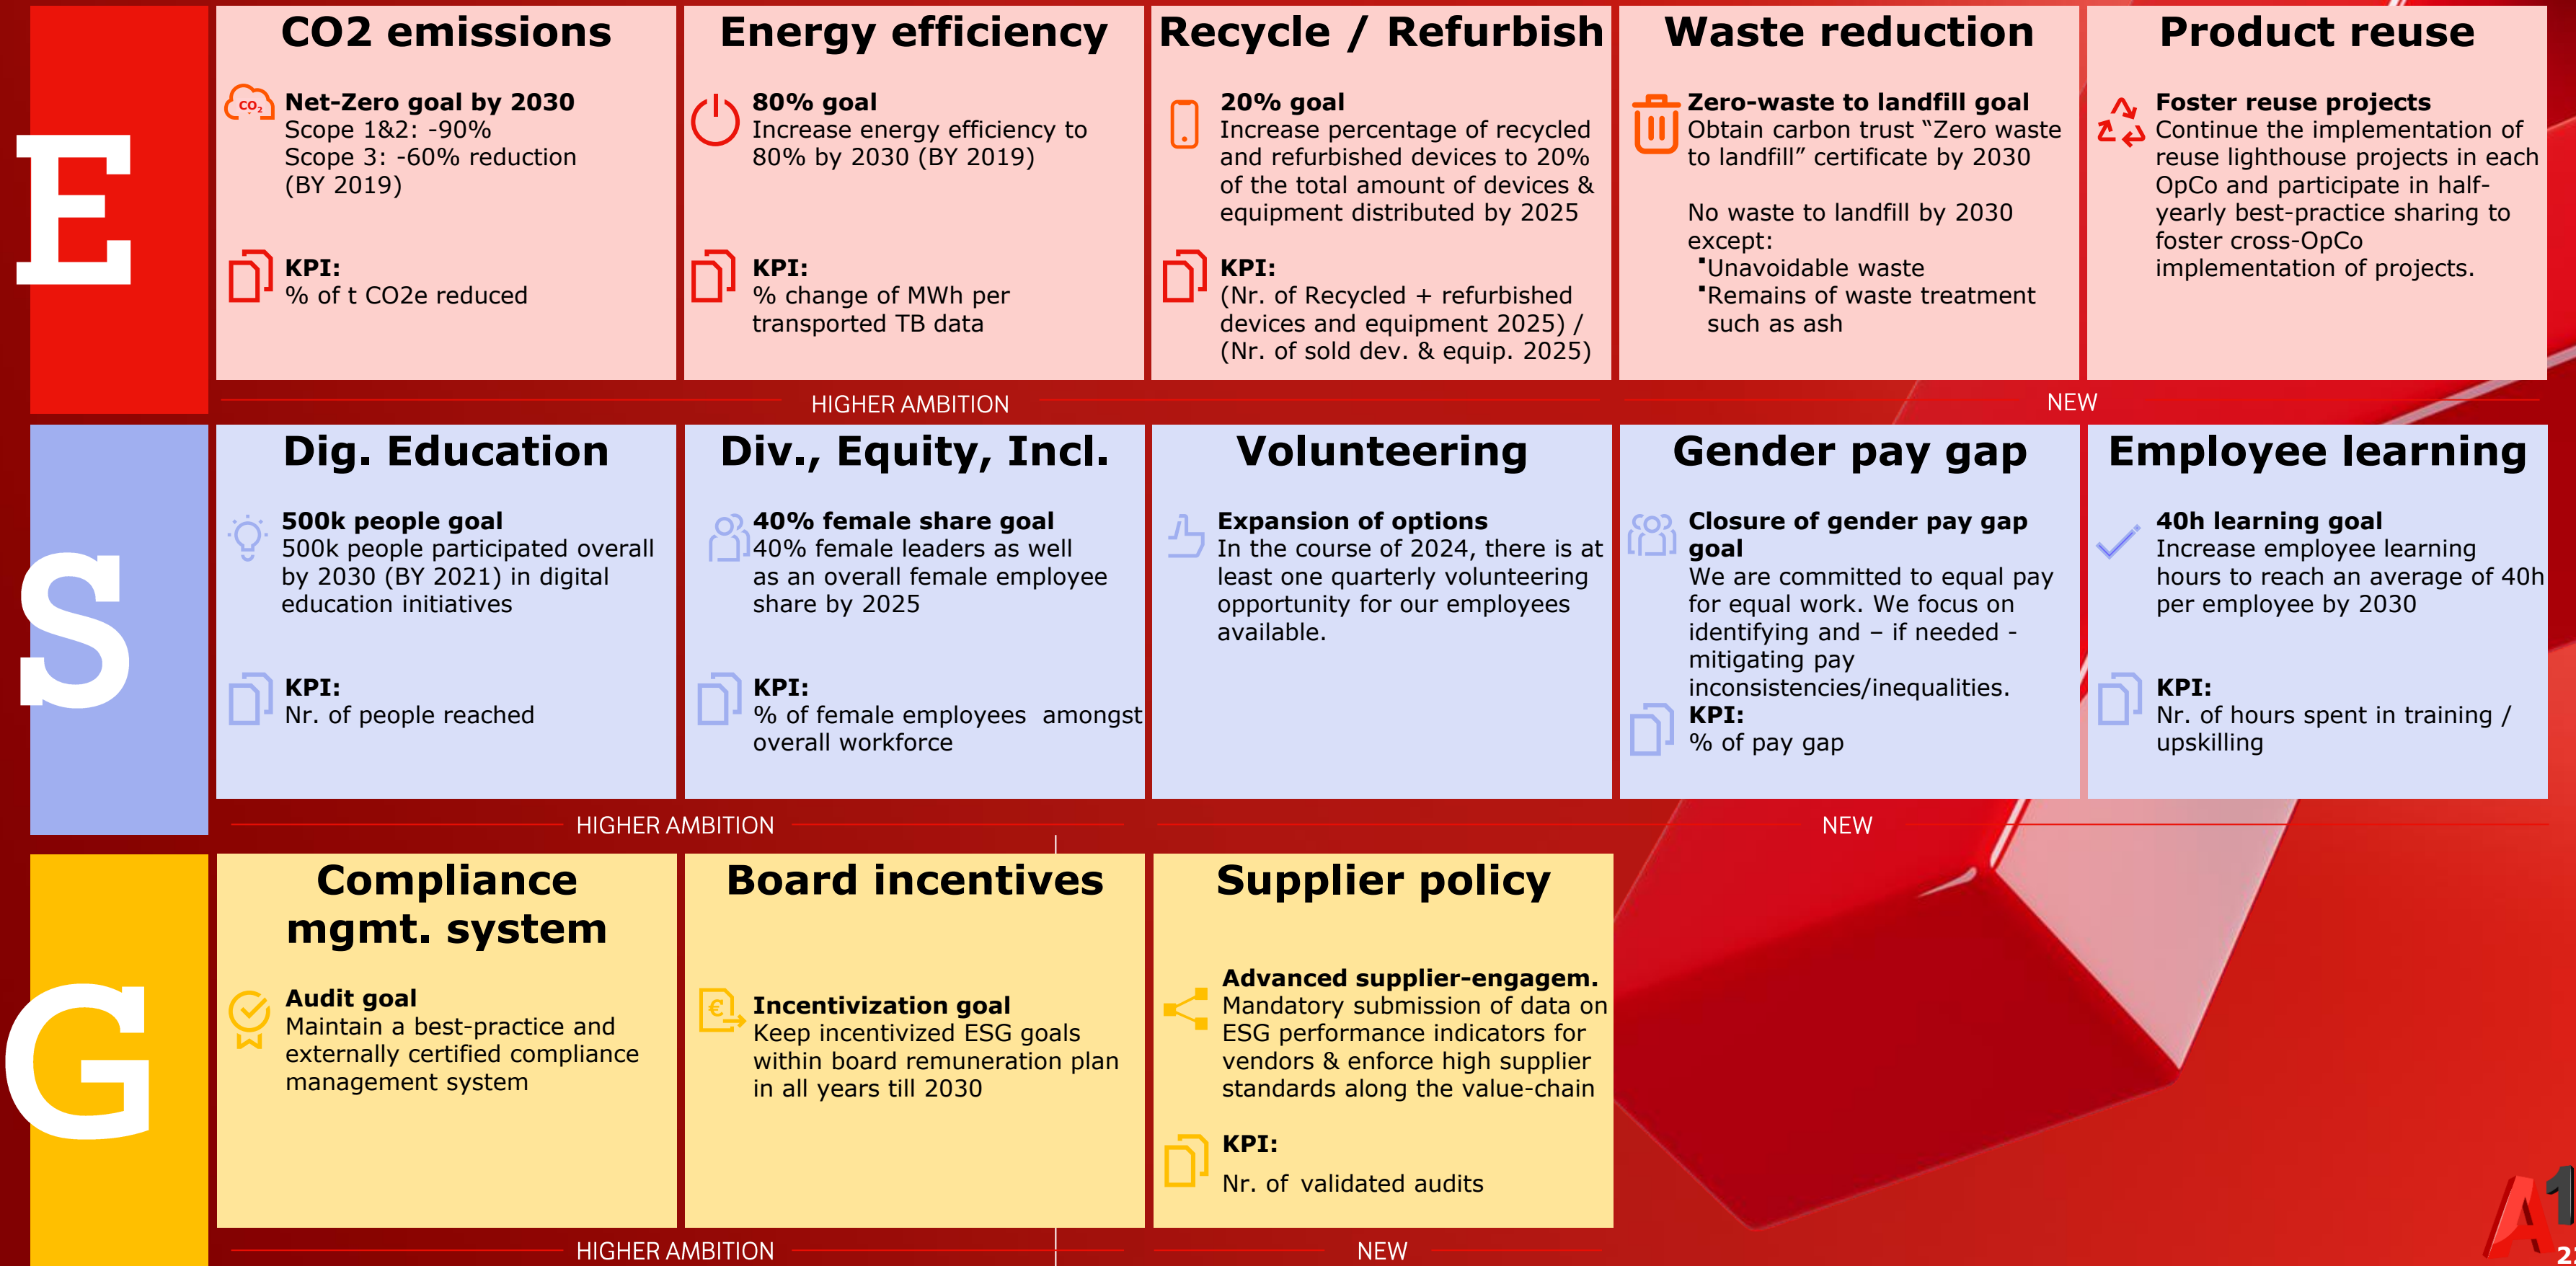 E
CO2 emissions
CO₂
Net-Zero goal by 2030
Scope 1&2: -90%
Scope 3: -60% reduction
(BY 2019)
KPI:
% of t CO2e reduced
Energy efficiency
80% goal
Increase energy efficiency to
80% by 2030 (BY 2019)
KPI:
% change of MWh per
transported TB data
Recycle / Refurbish
20% goal
Increase percentage of recycled
and refurbished devices to 20%
of the total amount of devices &
equipment distributed by 2025
KPI:
(Nr. of Recycled + refurbished
devices and equipment 2025) /
(Nr. of sold dev. & equip. 2025)
Waste reduction
Zero-waste to landfill goal
Obtain carbon trust “Zero waste
to landfill” certificate by 2030
No waste to landfill by 2030
except:
▪Unavoidable waste
▪Remains of waste treatment
such as ash
Product reuse
Foster reuse projects
Continue the implementation of
reuse lighthouse projects in each
OpCo and participate in half-
yearly best-practice sharing to
foster cross-OpCo
implementation of projects.
HIGHER AMBITION
NEW
S
Dig. Education
500k people goal
500k people participated overall
by 2030 (BY 2021) in digital
education initiatives
KPI:
Nr. of people reached
Div., Equity, Incl.
40% female share goal
40% female leaders as well
as an overall female employee
share by 2025
KPI:
% of female employees amongst
overall workforce
Volunteering
Expansion of options
In the course of 2024, there is at
least one quarterly volunteering
opportunity for our employees
available.
Gender pay gap
Closure of gender pay gap
goal
We are committed to equal pay
for equal work. We focus on
identifying and – if needed -
mitigating pay
inconsistencies/inequalities.
KPI:
% of pay gap
Employee learning
40h learning goal
Increase employee learning
hours to reach an average of 40h
per employee by 2030
KPI:
Nr. of hours spent in training /
upskilling
HIGHER AMBITION
NEW
G
Compliance
mgmt. system
Audit goal
Maintain a best-practice and
externally certified compliance
management system
Board incentives
€
Incentivization goal
Keep incentivized ESG goals
within board remuneration plan
in all years till 2030
Supplier policy
Advanced supplier-engagem.
Mandatory submission of data on
ESG performance indicators for
vendors & enforce high supplier
standards along the value-chain
KPI:
Nr. of validated audits
HIGHER AMBITION
NEW
A1